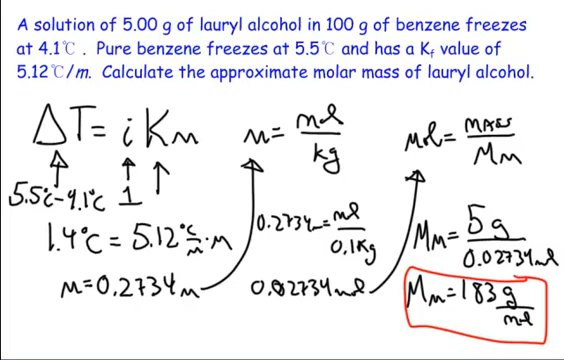 A solution of 5.00 g of lauryl alcohol in 100 g of benzene freezes
at 4.1℃ . Pure benzene freezes at 5.5℃ and has a Kf value of
5.12℃/m. Calculate the approximate molar mass of lauryl alcohol.
ΔT = i K m
5.5℃-4.1℃ 1
1.4℃ = 5.12 ℃/m · m
m=0.2734m
m = mol/kg
0.2734m = mol/0.1kg
0.02734 mol
mol = MASS/Mm
Mm = 5g/0.02734 mol
Mm = 183 g/mol